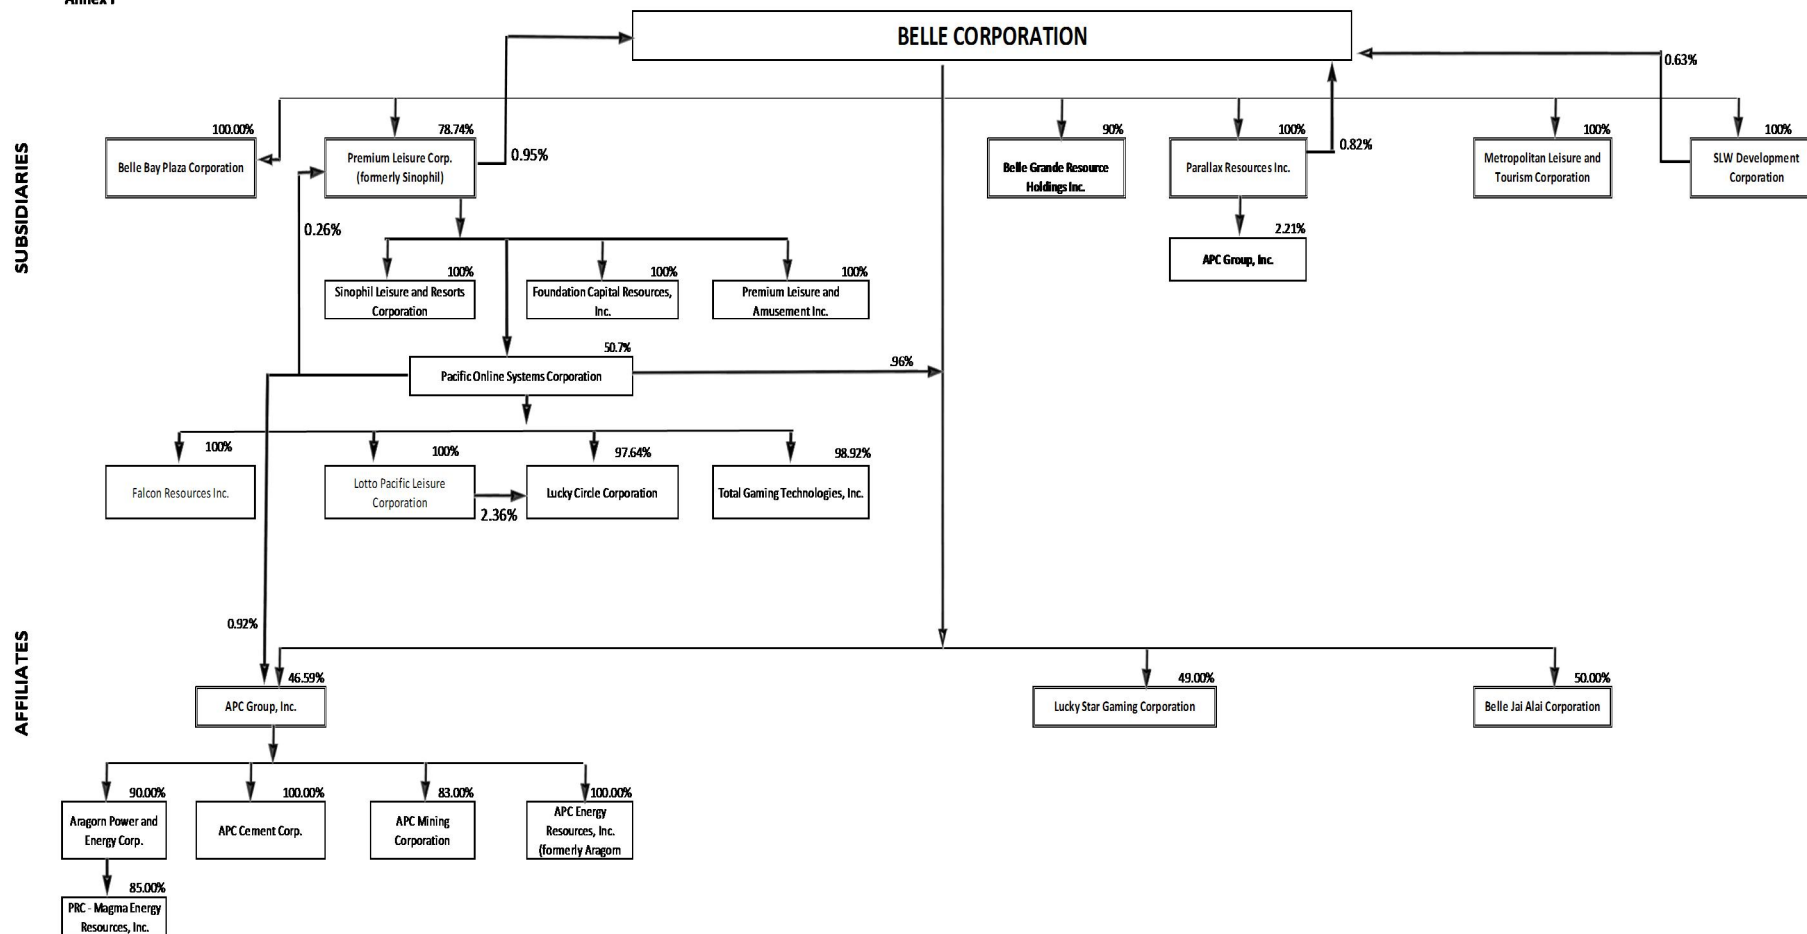 Annex I
BELLE CORPORATION
0.63%
SUBSIDIARIES
100.00%
Belle Bay Plaza Corporation
78.74%
Premium Leisure Corp.
(formerly Sinophil)
0.95%
90%
Belle Grande Resource
Holdings Inc.
100%
Parallax Resources Inc.
0.82%
100%
Metropolitan Leisure and
Tourism Corporation
100%
SLW Development
Corporation
0.26%
2.21%
APC Group, Inc.
100%
Sinophil Leisure and Resorts
Corporation
100%
Foundation Capital Resources,
Inc.
100%
Premium Leisure and
Amusement Inc.
50.7%
Pacific Online Systems Corporation
.96%
100%
Falcon Resources Inc.
100%
Lotto Pacific Leisure
Corporation
2.36%
97.64%
Lucky Circle Corporation
98.92%
Total Gaming Technologies, Inc.
0.92%
AFFILIATES
46.59%
APC Group, Inc.
49.00%
Lucky Star Gaming Corporation
50.00%
Belle Jai Alai Corporation
90.00%
Aragorn Power and
Energy Corp.
100.00%
APC Cement Corp.
83.00%
APC Mining
Corporation
100.00%
APC Energy
Resources, Inc.
(formerly Aragorn
85.00%
PRC - Magma Energy
Resources, Inc.